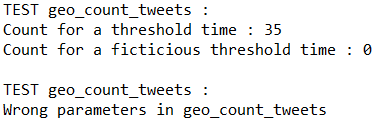 TEST geo_count_tweets :
Count for a threshold time : 35
Count for a ficticious threshold time : 0
TEST geo_count_tweets :
Wrong parameters in geo_count_tweets